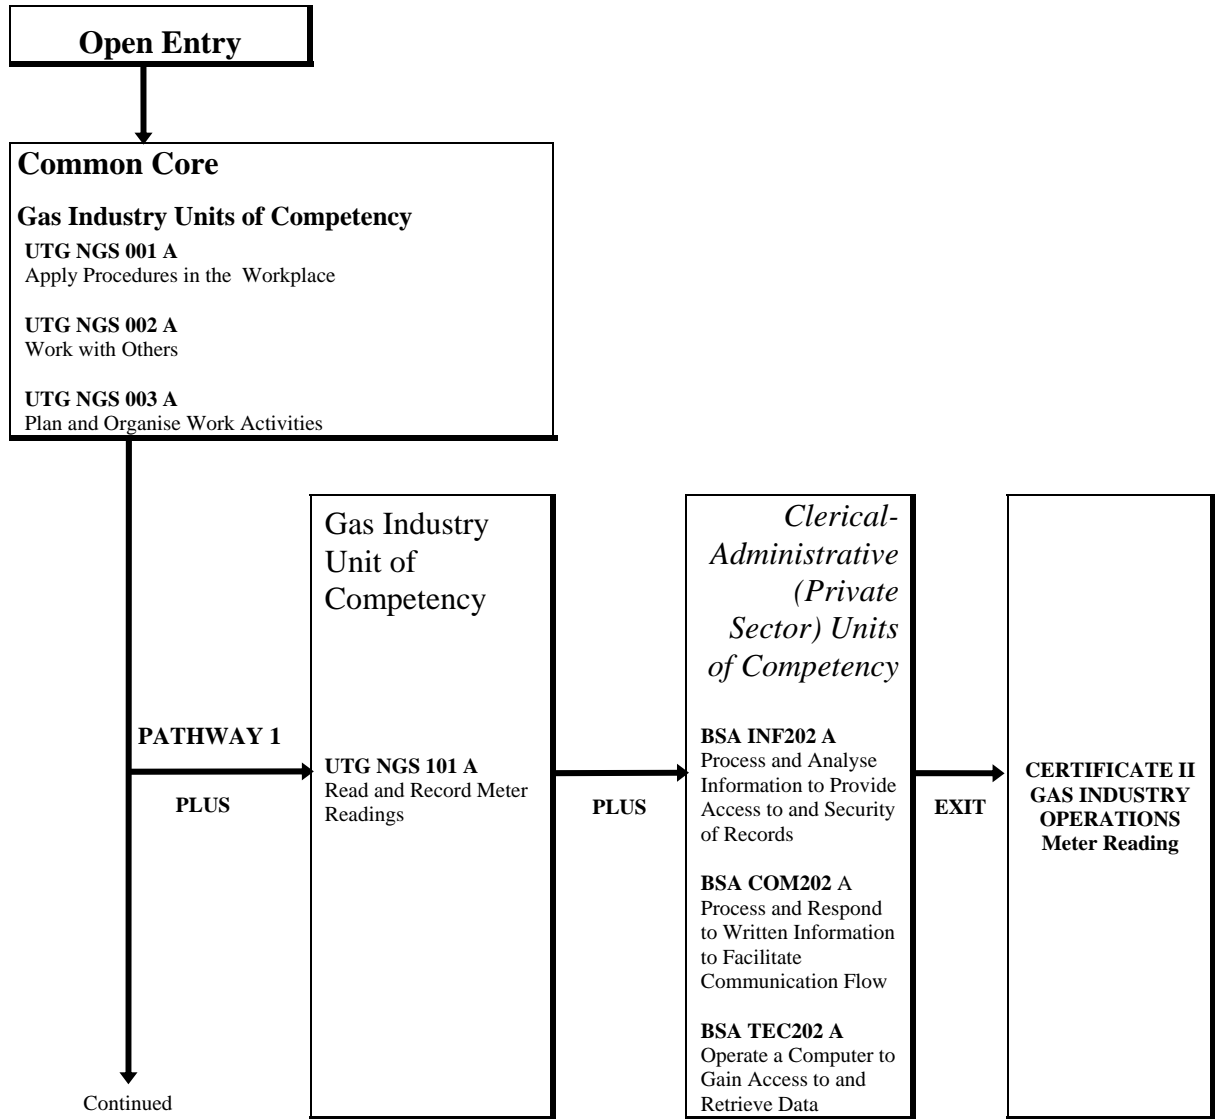 Open Entry
Common Core
Gas Industry Units of Competency
UTG NGS 001 A
Apply Procedures in the Workplace
UTG NGS 002 A
Work with Others
UTG NGS 003 A
Plan and Organise Work Activities
PATHWAY 1
PLUS
Gas Industry
Unit of
Competency
UTG NGS 101 A
Read and Record Meter
Readings
PLUS
Clerical-
Administrative
(Private
Sector) Units
of Competency
BSA INF202 A
Process and Analyse
Information to Provide
Access to and Security
of Records
BSA COM202 A
Process and Respond
to Written Information
to Facilitate
Communication Flow
BSA TEC202 A
Operate a Computer to
Gain Access to and
Retrieve Data
EXIT
CERTIFICATE II
GAS INDUSTRY
OPERATIONS
Meter Reading
Continued